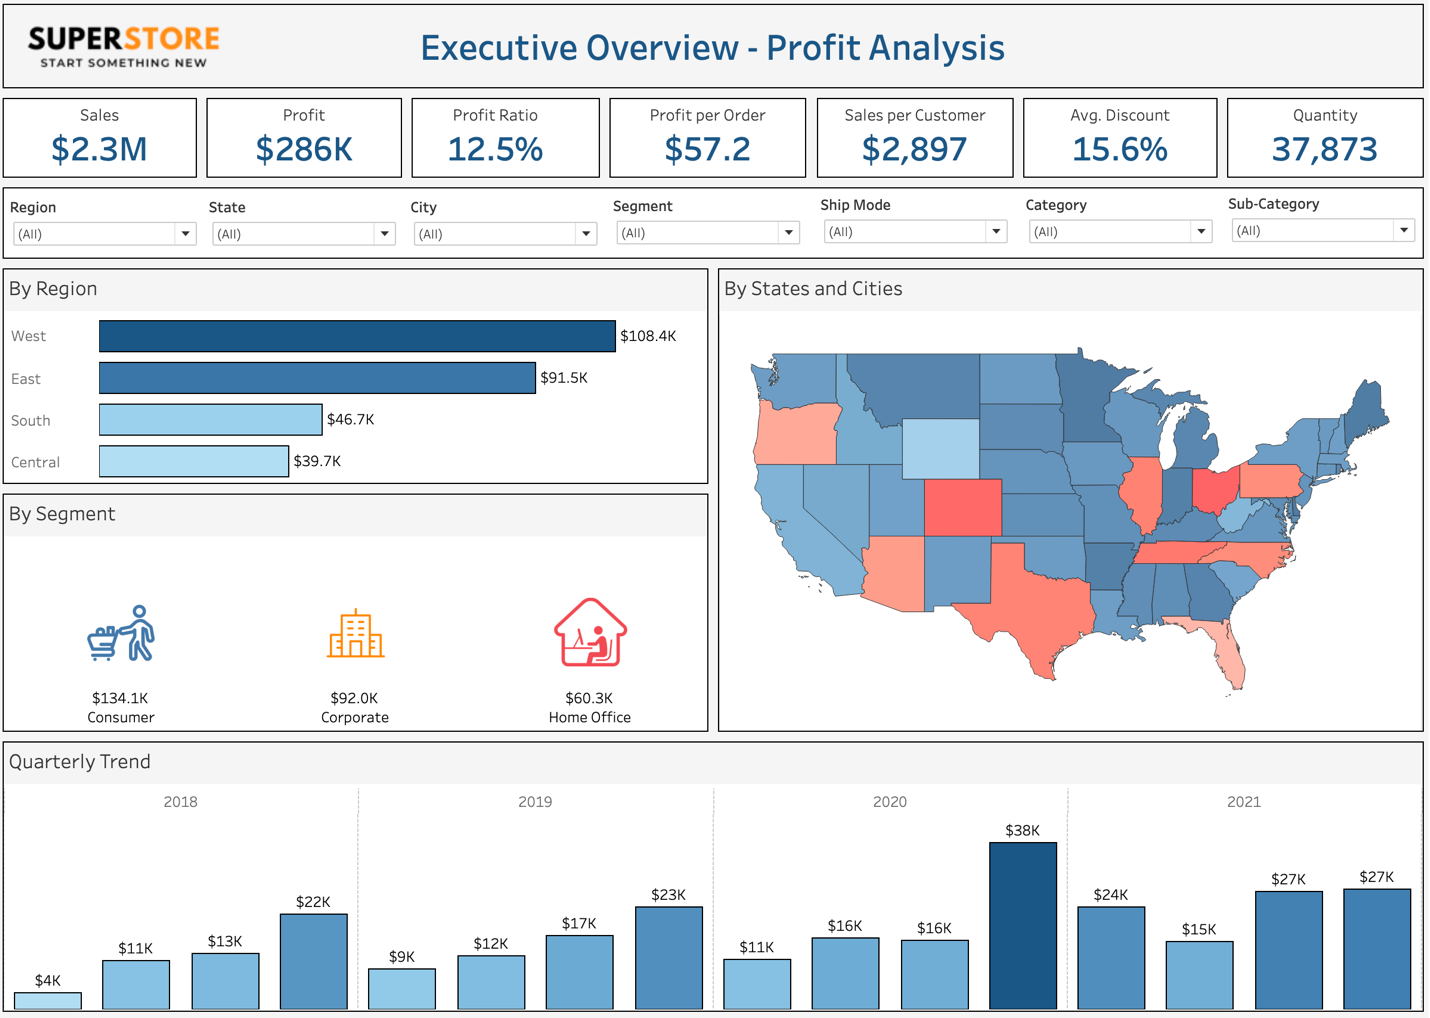 SUPERSTORE
START SOMETHING NEW
Executive Overview - Profit Analysis
Sales
$2.3M
Profit
$286K
Profit Ratio
12.5%
Profit per Order
$57.2
Sales per Customer
$2,897
Avg. Discount
15.6%
Quantity
37,873
Region
(All)
State
(All)
City
(All)
Segment
(All)
Ship Mode
(All)
Category
(All)
Sub-Category
(All)
By Region
West $108.4K
East $91.5K
South $46.7K
Central $39.7K
By States and Cities
By Segment
$134.1K
Consumer
$92.0K
Corporate
$60.3K
Home Office
Quarterly Trend
2018
$4K
$11K
$13K
$22K
2019
$9K
$12K
$17K
$23K
2020
$11K
$16K
$16K
$38K
2021
$24K
$15K
$27K
$27K